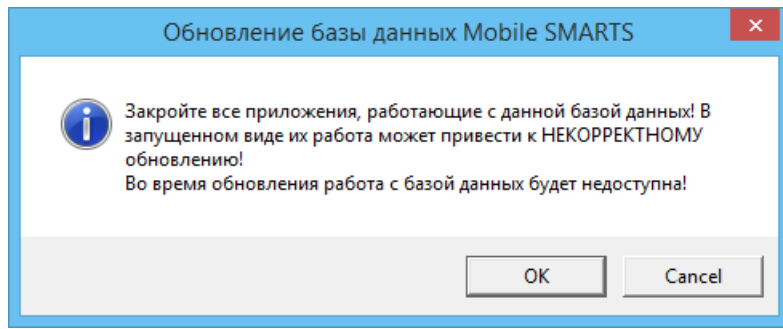 Обновление базы данных Mobile SMARTS
Закройте все приложения, работающие с данной базой данных! В
запущенном виде их работа может привести к НЕКОРРЕКТНОМУ
обновлению!
Во время обновления работа с базой данных будет недоступна!
OK
Cancel